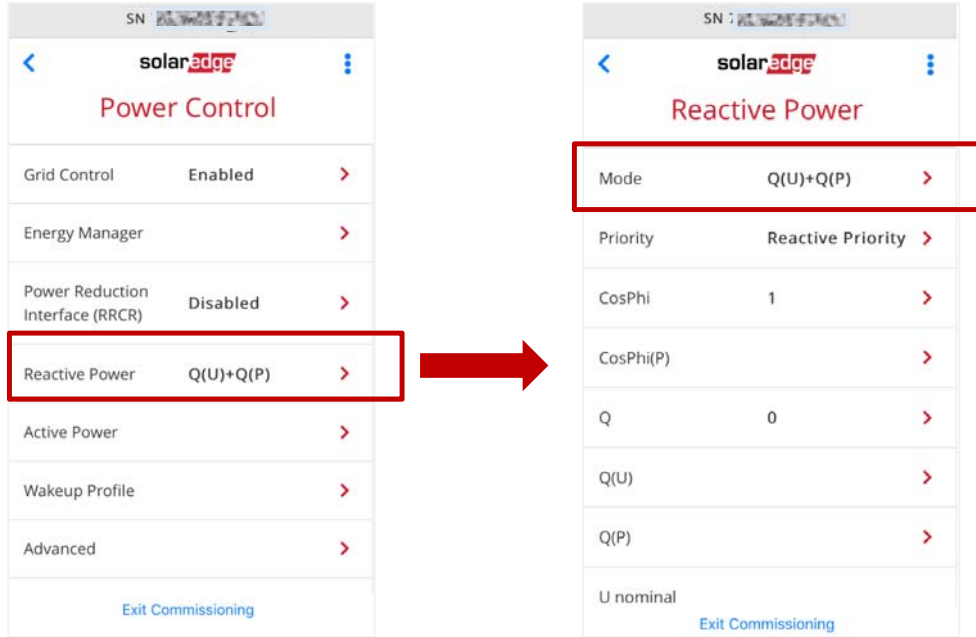 SN
solaredge
Power Control
Grid Control Enabled
Energy Manager
Power Reduction
Interface (RRCR) Disabled
Reactive Power Q(U)+Q(P)
Active Power
Wakeup Profile
Advanced
Exit Commissioning
SN 7
solaredge
Reactive Power
Mode Q(U)+Q(P)
Priority Reactive Priority
CosPhi 1
CosPhi(P)
Q 0
Q(U)
Q(P)
U nominal
Exit Commissioning